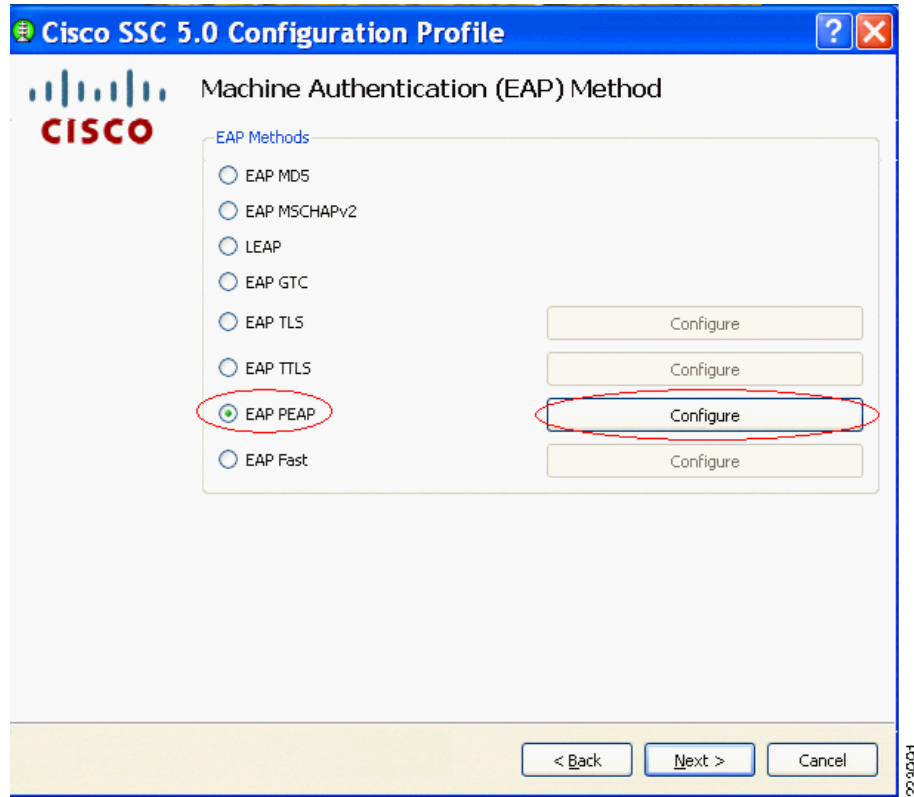 Cisco SSC 5.0 Configuration Profile
?
CISCO
Machine Authentication (EAP) Method
EAP Methods
EAP MD5
EAP MSCHAPv2
LEAP
EAP GTC
EAP TLS Configure
EAP TTLS Configure
EAP PEAP Configure
EAP Fast Configure
< Back Next > Cancel